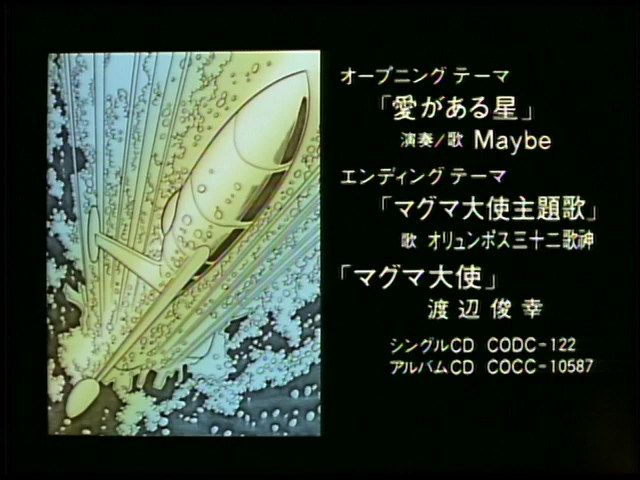 オープニング テーマ
「愛がある星」
演奏/歌 Maybe
エンディング テーマ
「マグマ大使主題歌」
歌 オリュンポス三十二歌神
「マグマ大使」
渡辺俊幸
シングルCD CODC-122
アルバムCD COCC-10587